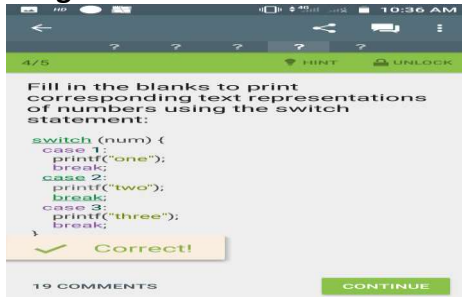 HD 10:36 AM
? ? ? ? ?
4/5 HINT UNLOCK
Fill in the blanks to print
corresponding text representations
of numbers using the switch
statement:
switch (num) {
case 1:
printf("one");
break;
case 2:
printf("two");
break;
case 3:
printf("three");
break;
}
Correct!
19 COMMENTS CONTINUE